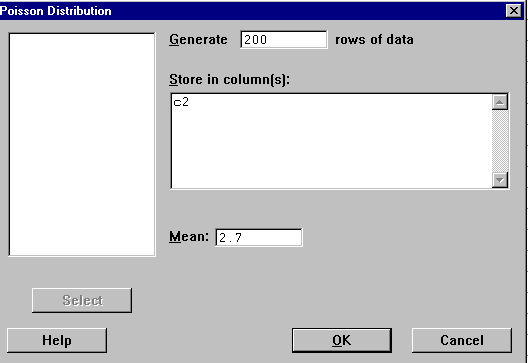 Poisson Distribution
Generate 200 rows of data
Store in column(s):
c2
Mean: 2.7
Select
Help OK Cancel